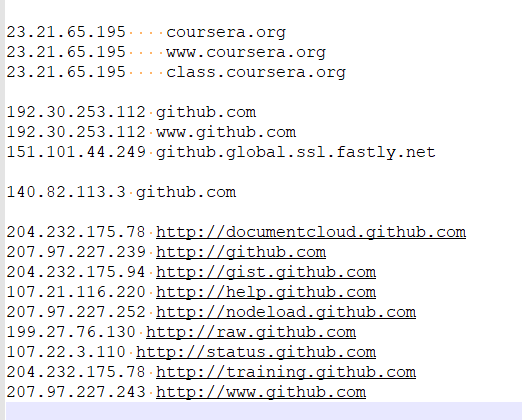 23.21.65.195    coursera.org
23.21.65.195    www.coursera.org
23.21.65.195    class.coursera.org
192.30.253.112 github.com
192.30.253.112 www.github.com
151.101.44.249 github.global.ssl.fastly.net
140.82.113.3 github.com
204.232.175.78 http://documentcloud.github.com
207.97.227.239 http://github.com
204.232.175.94 http://gist.github.com
107.21.116.220 http://help.github.com
207.97.227.252 http://nodeload.github.com
199.27.76.130 http://raw.github.com
107.22.3.110 http://status.github.com
204.232.175.78 http://training.github.com
207.97.227.243 http://www.github.com